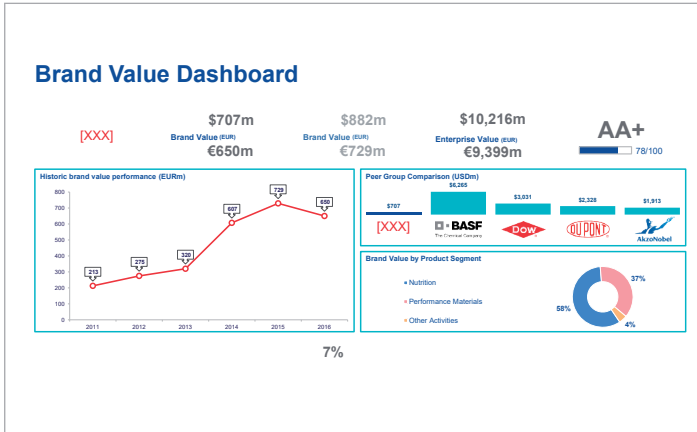 Brand Value Dashboard
[XXX]
$707m
Brand Value (EUR)
€650m
$882m
Brand Value (EUR)
€729m
$10,216m
Enterprise Value (EUR)
€9,399m
AA+
78/100
Historic brand value performance (EURm)
800
700
600
500
400
300
200
100
0
213
275
320
607
729
650
2011
2012
2013
2014
2015
2016
Peer Group Comparison (USDm)
$707
$6,285
$3,031
$2,328
$1,913
[XXX]
BASF
The Chemical Company
Dow
DUPONT
AkzoNobel
Brand Value by Product Segment
Nutrition
Performance Materials
Other Activities
58%
37%
4%
7%